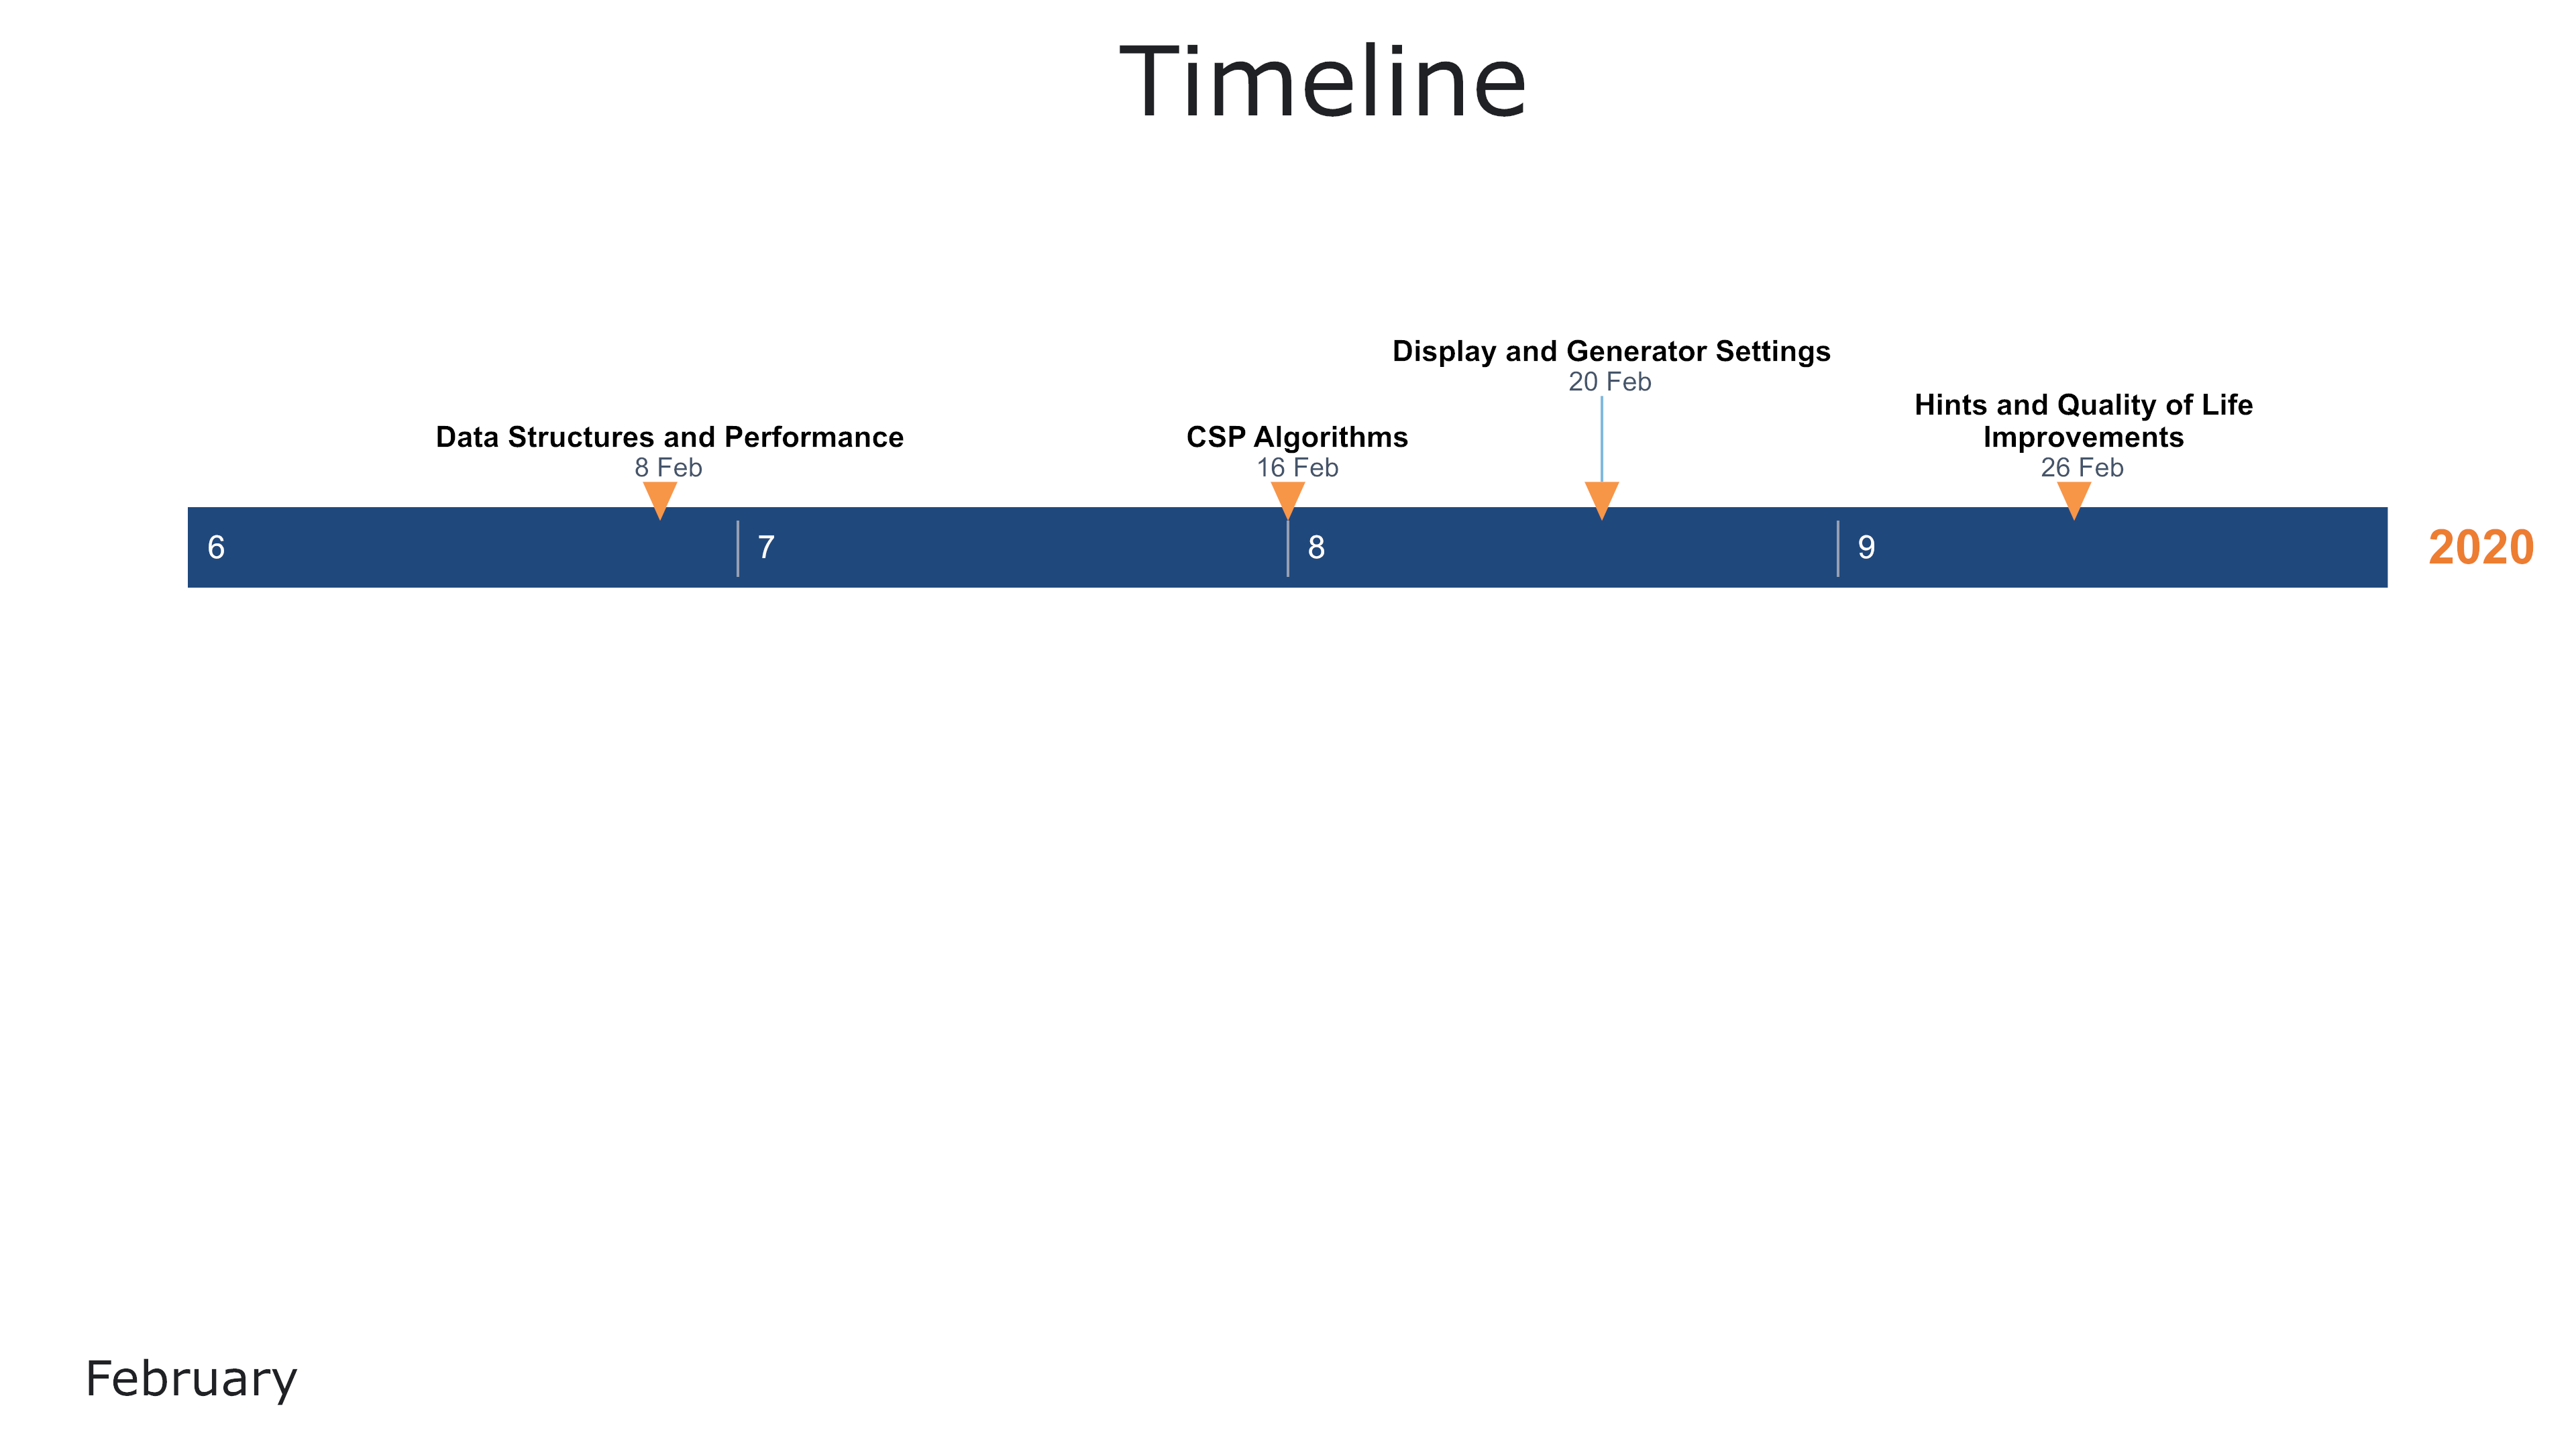 Timeline
Display and Generator Settings
20 Feb
Hints and Quality of Life
Improvements
26 Feb
Data Structures and Performance
8 Feb
CSP Algorithms
16 Feb
6 7 8 9 2020
February